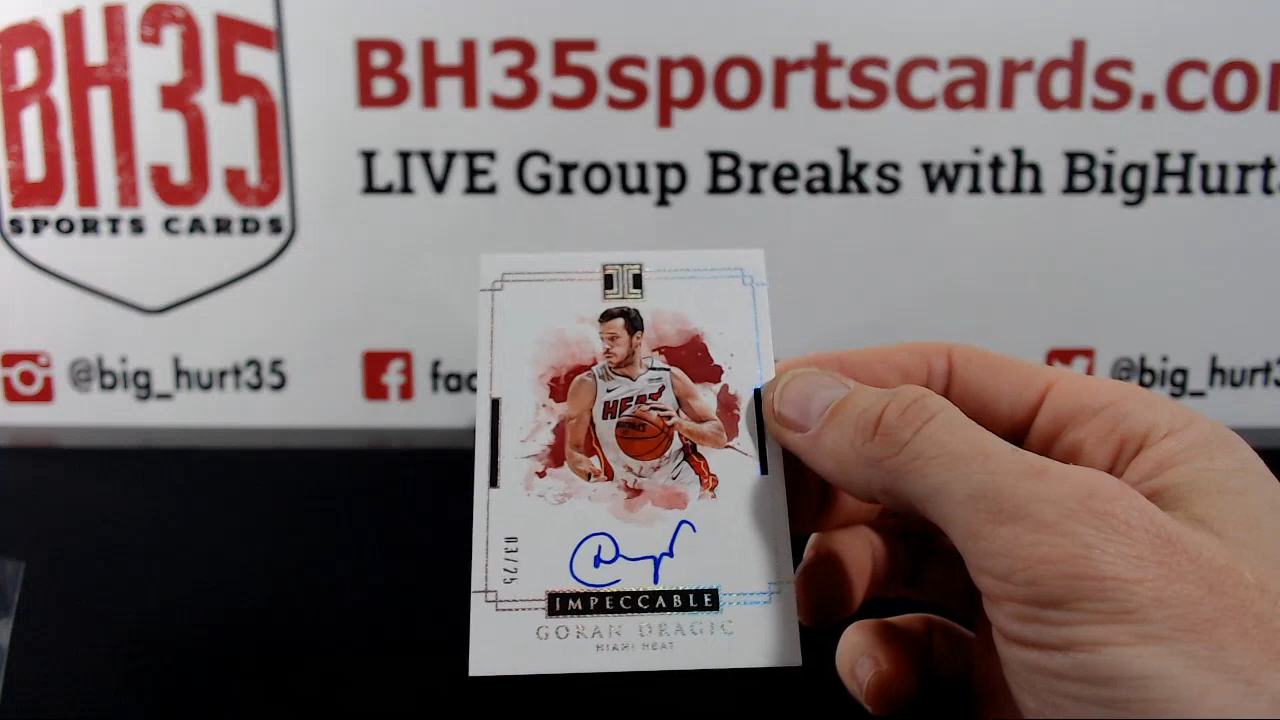 BH35
SPORTS CARDS
BH35sportscards.co
LIVE Group Breaks with BigHurt
@big_hurt35
fac
@big_hurt3
HEAT
03/25
IMPECCABLE
GORAN DRAGIC
MIAMI HEAT